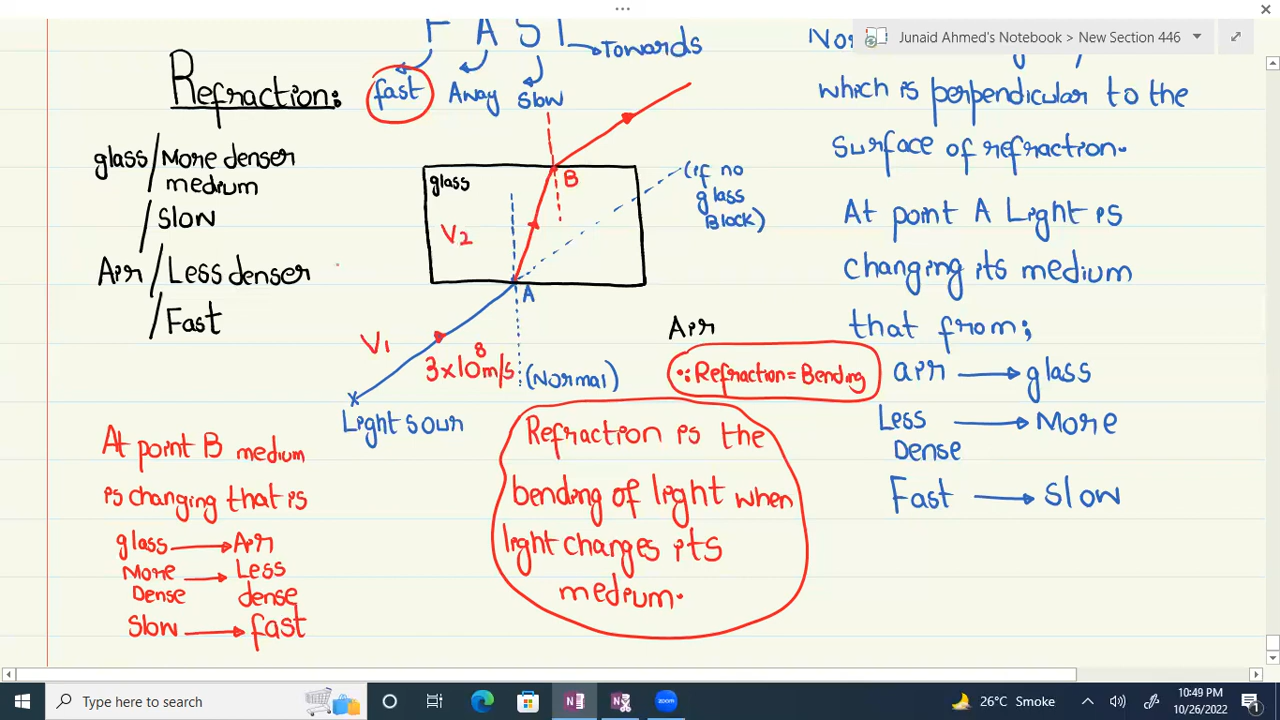 Junaid Ahmed's Notebook > New Section 446
F A S T
Towards
Refraction:
fast Away Slow
glass/More denser
medium
/Slow
Air/Less denser
/Fast
glass
V2
B
(if no
glass
Block)
A
V1
3x10^8 m/s
(Normal)
Light sour
Air
∵ Refraction = Bending
Refraction is the
bending of light when
light changes its
medium.
At point B medium
is changing that is
glass → Air
More → Less
Dense dense
Slow → fast
which is perpendicular to the
surface of refraction.
At point A Light is
changing its medium
that from;
air → glass
Less → More
Dense
Fast → Slow
Type here to search
26°C Smoke
10:49 PM
10/26/2022
1